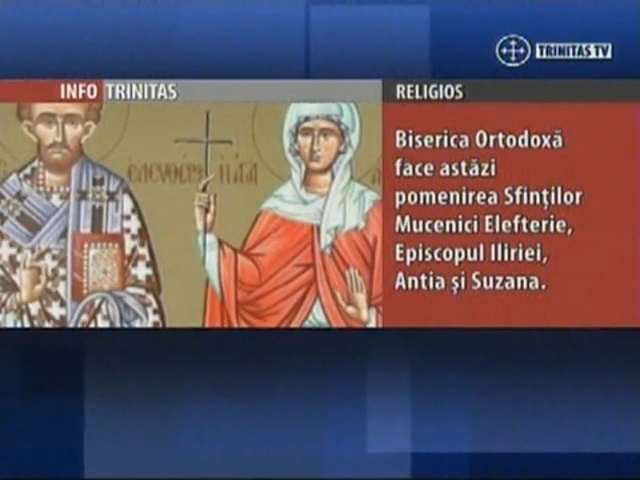 TRINITAS TV
INFO TRINITAS
RELIGIOS
Biserica Ortodoxă
face astăzi
pomenirea Sfinţilor
Mucenici Elefterie,
Episcopul Iliriei,
Antia şi Suzana.